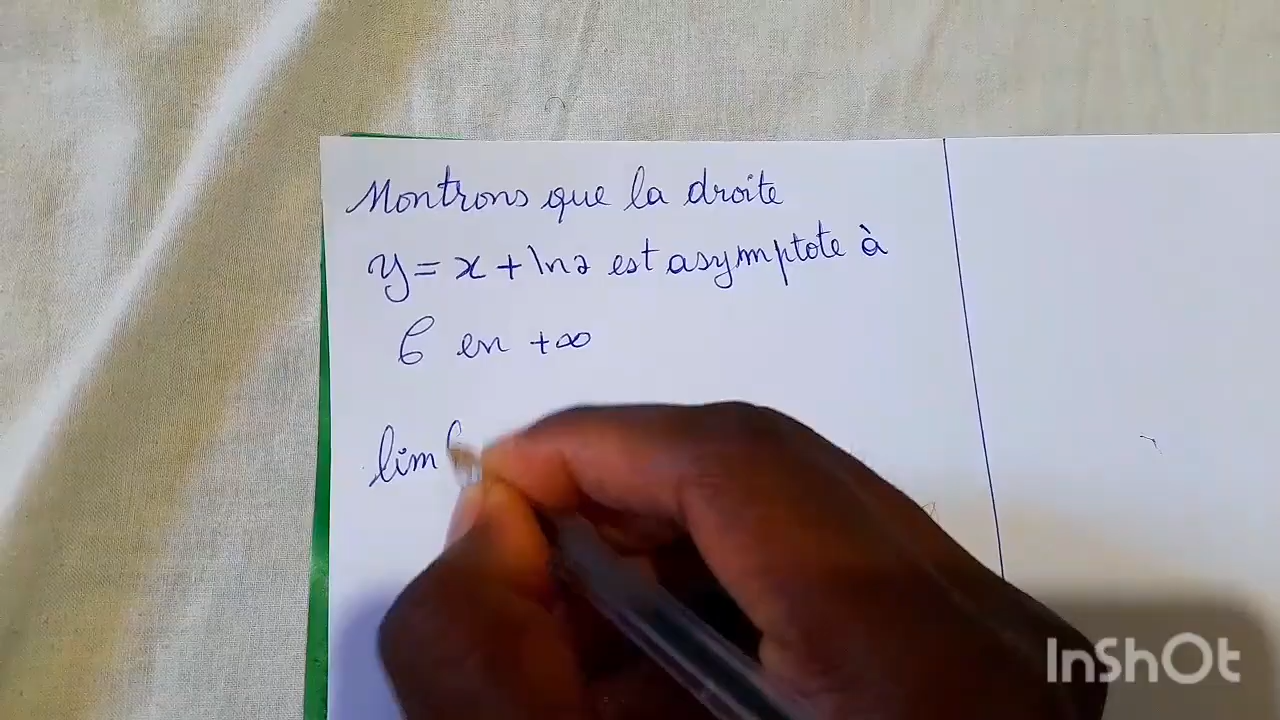 Montrons que la droite
y = x + ln2 est asymptote à
C en +∞
lim
InShOt